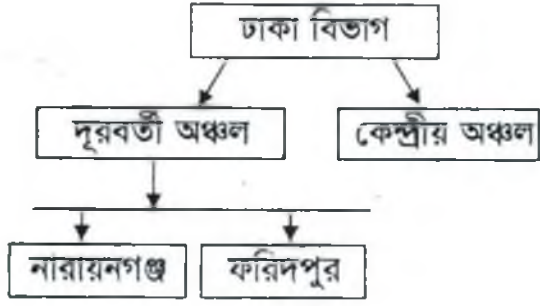 ঢাকা বিভাগ
দূরবর্তী অঞ্চল কেন্দ্রীয় অঞ্চল
নারায়নগঞ্জ ফরিদপুর